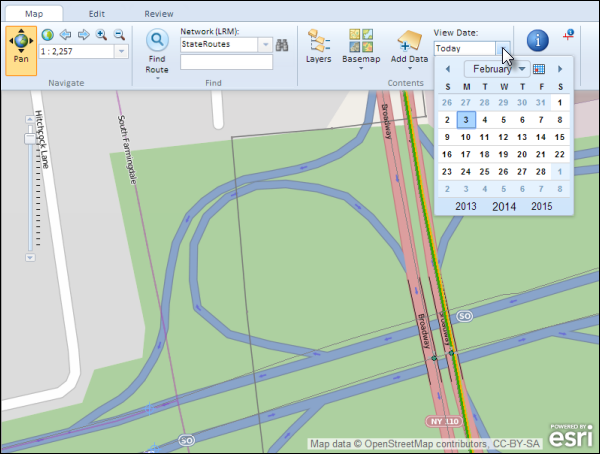 Map Edit Review
Network (LRM): View Date:
1 : 2,257 StateRoutes Today
Pan Find Route Layers Basemap Add Data
Navigate Find Contents
February
S M T W T F S
26 27 28 29 30 31 1
2 3 4 5 6 7 8
9 10 11 12 13 14 15
16 17 18 19 20 21 22
23 24 25 26 27 28 1
2 3 4 5 6 7 8
2013 2014 2015
Hitchcock Lane
South Farmingdale
Broadway
SO
Broadway
Broadway
NY 110
SO
POWERED BY
esri
Map data © OpenStreetMap contributors, CC-BY-SA